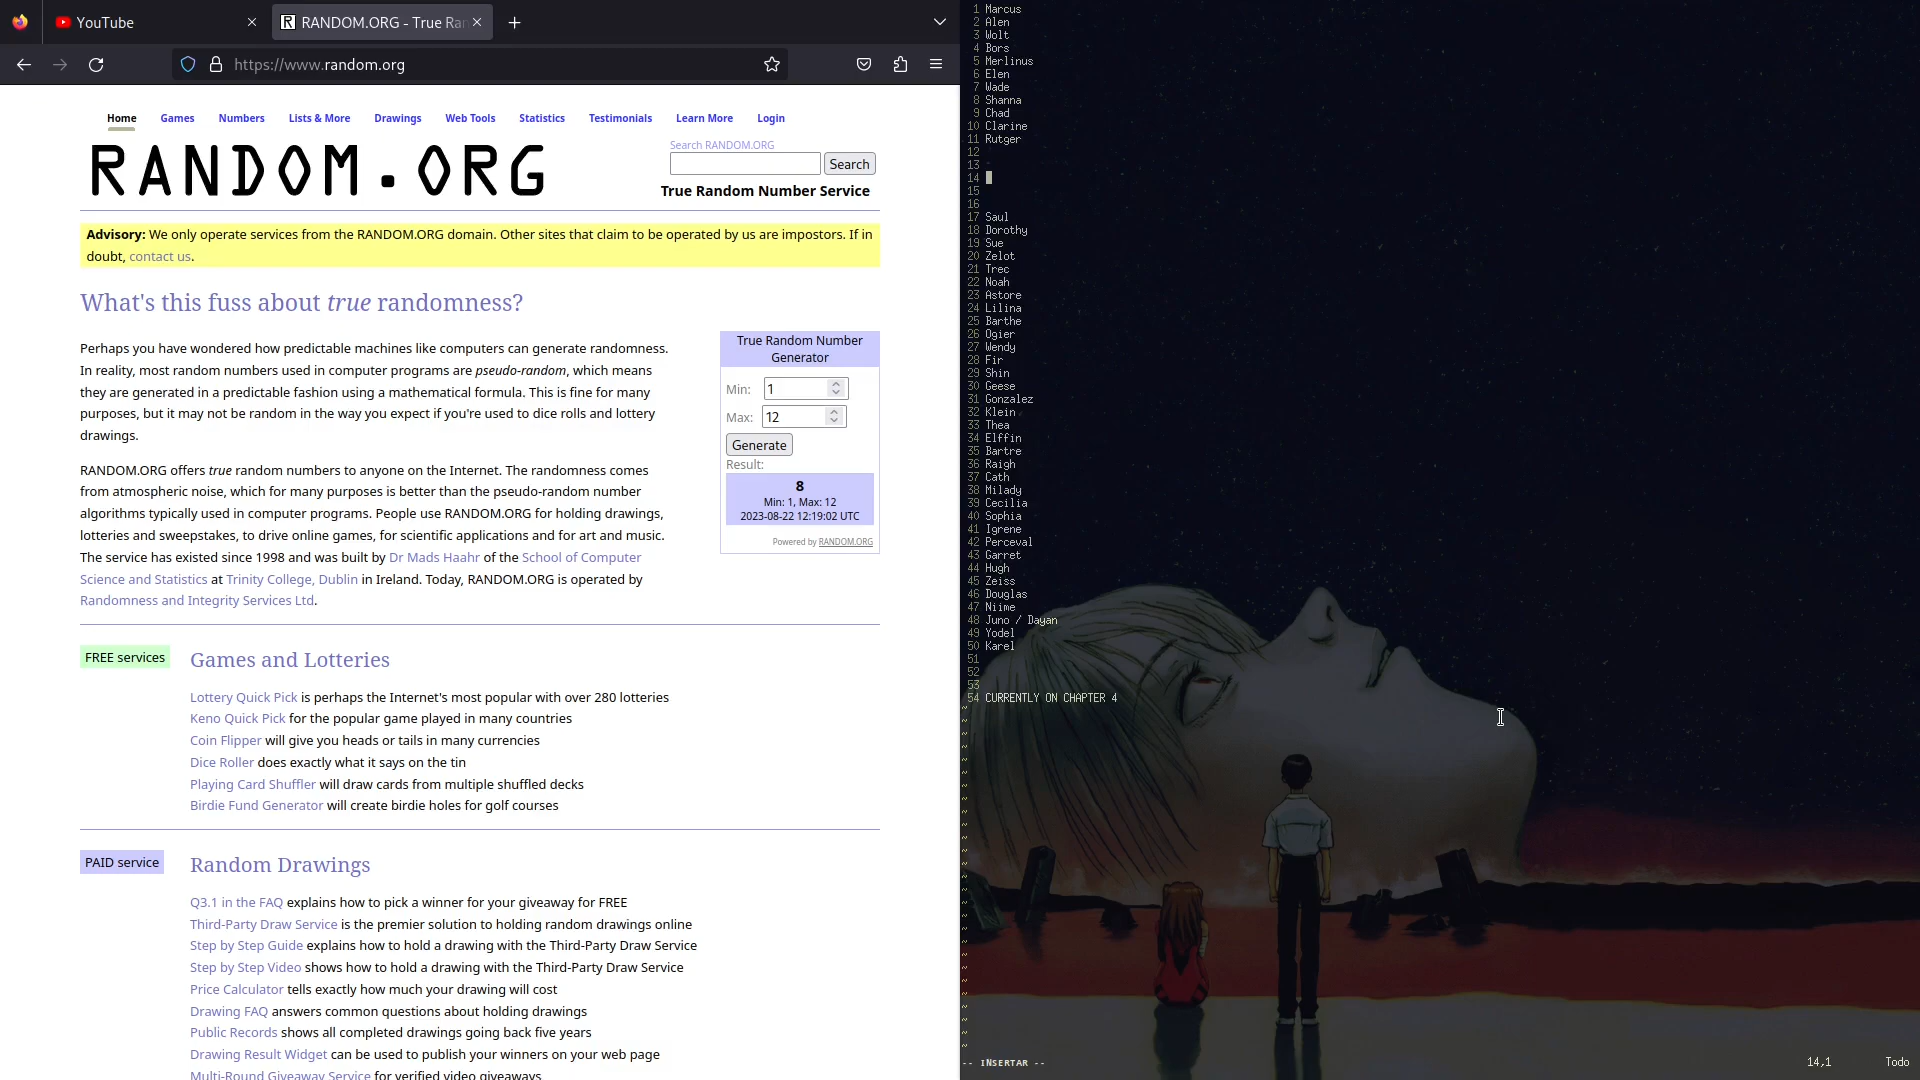 YouTube
RANDOM.ORG - True Ra
https://www.random.org
Home Games Numbers Lists & More Drawings Web Tools Statistics Testimonials Learn More Login
RANDOM.ORG
Search RANDOM.ORG
Search
True Random Number Service
Advisory: We only operate services from the RANDOM.ORG domain. Other sites that claim to be operated by us are impostors. If in
doubt, contact us.
What's this fuss about true randomness?
Perhaps you have wondered how predictable machines like computers can generate randomness.
In reality, most random numbers used in computer programs are pseudo-random, which means
they are generated in a predictable fashion using a mathematical formula. This is fine for many
purposes, but it may not be random in the way you expect if you're used to dice rolls and lottery
drawings.
RANDOM.ORG offers true random numbers to anyone on the Internet. The randomness comes
from atmospheric noise, which for many purposes is better than the pseudo-random number
algorithms typically used in computer programs. People use RANDOM.ORG for holding drawings,
lotteries and sweepstakes, to drive online games, for scientific applications and for art and music.
The service has existed since 1998 and was built by Dr Mads Haahr of the School of Computer
Science and Statistics at Trinity College, Dublin in Ireland. Today, RANDOM.ORG is operated by
Randomness and Integrity Services Ltd.
True Random Number
Generator
Min: 1
Max: 12
Generate
Result:
8
Min: 1, Max: 12
2023-08-22 12:19:02 UTC
Powered by RANDOM.ORG
FREE services
Games and Lotteries
Lottery Quick Pick is perhaps the Internet's most popular with over 280 lotteries
Keno Quick Pick for the popular game played in many countries
Coin Flipper will give you heads or tails in many currencies
Dice Roller does exactly what it says on the tin
Playing Card Shuffler will draw cards from multiple shuffled decks
Birdie Fund Generator will create birdie holes for golf courses
PAID service
Random Drawings
Q3.1 in the FAQ explains how to pick a winner for your giveaway for FREE
Third-Party Draw Service is the premier solution to holding random drawings online
Step by Step Guide explains how to hold a drawing with the Third-Party Draw Service
Step by Step Video shows how to hold a drawing with the Third-Party Draw Service
Price Calculator tells exactly how much your drawing will cost
Drawing FAQ answers common questions about holding drawings
Public Records shows all completed drawings going back five years
Drawing Result Widget can be used to publish your winners on your web page
Multi-Round Giveaway Service for verified video giveaways
1 Marcus
2 Alen
3 Wolt
4 Bors
5 Merlinus
6 Elen
7 Wade
8 Shanna
9 Chad
10 Clarine
11 Rutger
12
13
14
15
16
17 Saul
18 Dorothy
19 Sue
20 Zelot
21 Trec
22 Noah
23 Astore
24 Lilina
25 Barthe
26 Ogier
27 Wendy
28 Fir
29 Shin
30 Geese
31 Gonzalez
32 Klein
33 Thea
34 Elffin
35 Bartre
36 Raigh
37 Cath
38 Milady
39 Cecilia
40 Sophia
41 Igrene
42 Perceval
43 Garret
44 Hugh
45 Zeiss
46 Douglas
47 Niime
48 Juno / Dayan
49 Yodel
50 Karel
51
52
53
54 CURRENTLY ON CHAPTER 4
-- INSERTAR -- 14,1 Todo